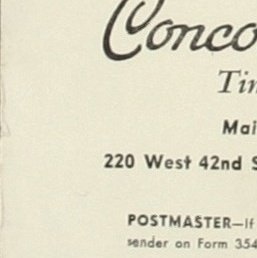 Conco
Tin
Mai
220 West 42nd S
POSTMASTER—If
sender on Form 354